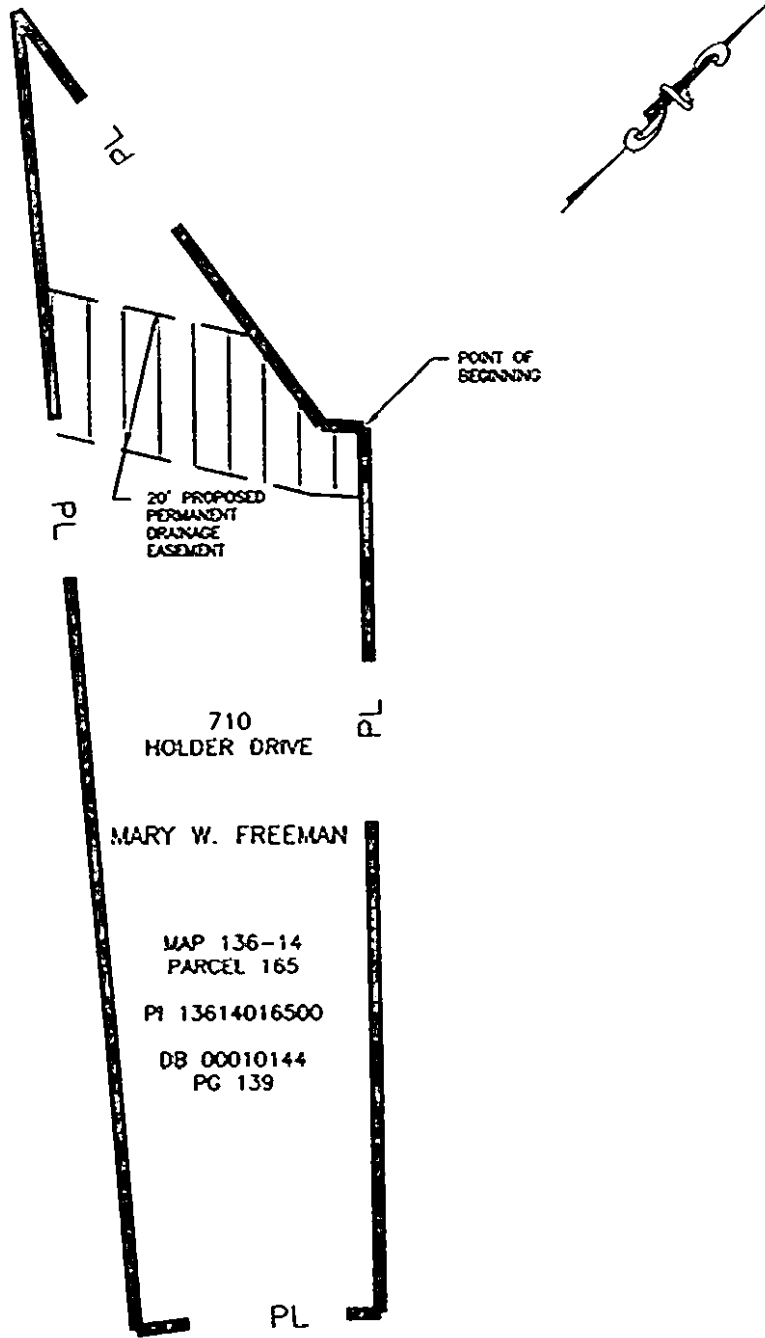 PL
POINT OF
BEGINNING
20' PROPOSED
PERMANENT
DRAINAGE
EASEMENT
PL
710
HOLDER DRIVE
PL
MARY W. FREEMAN
MAP 136-14
PARCEL 165
PI 13614016500
DB 00010144
PG 139
PL